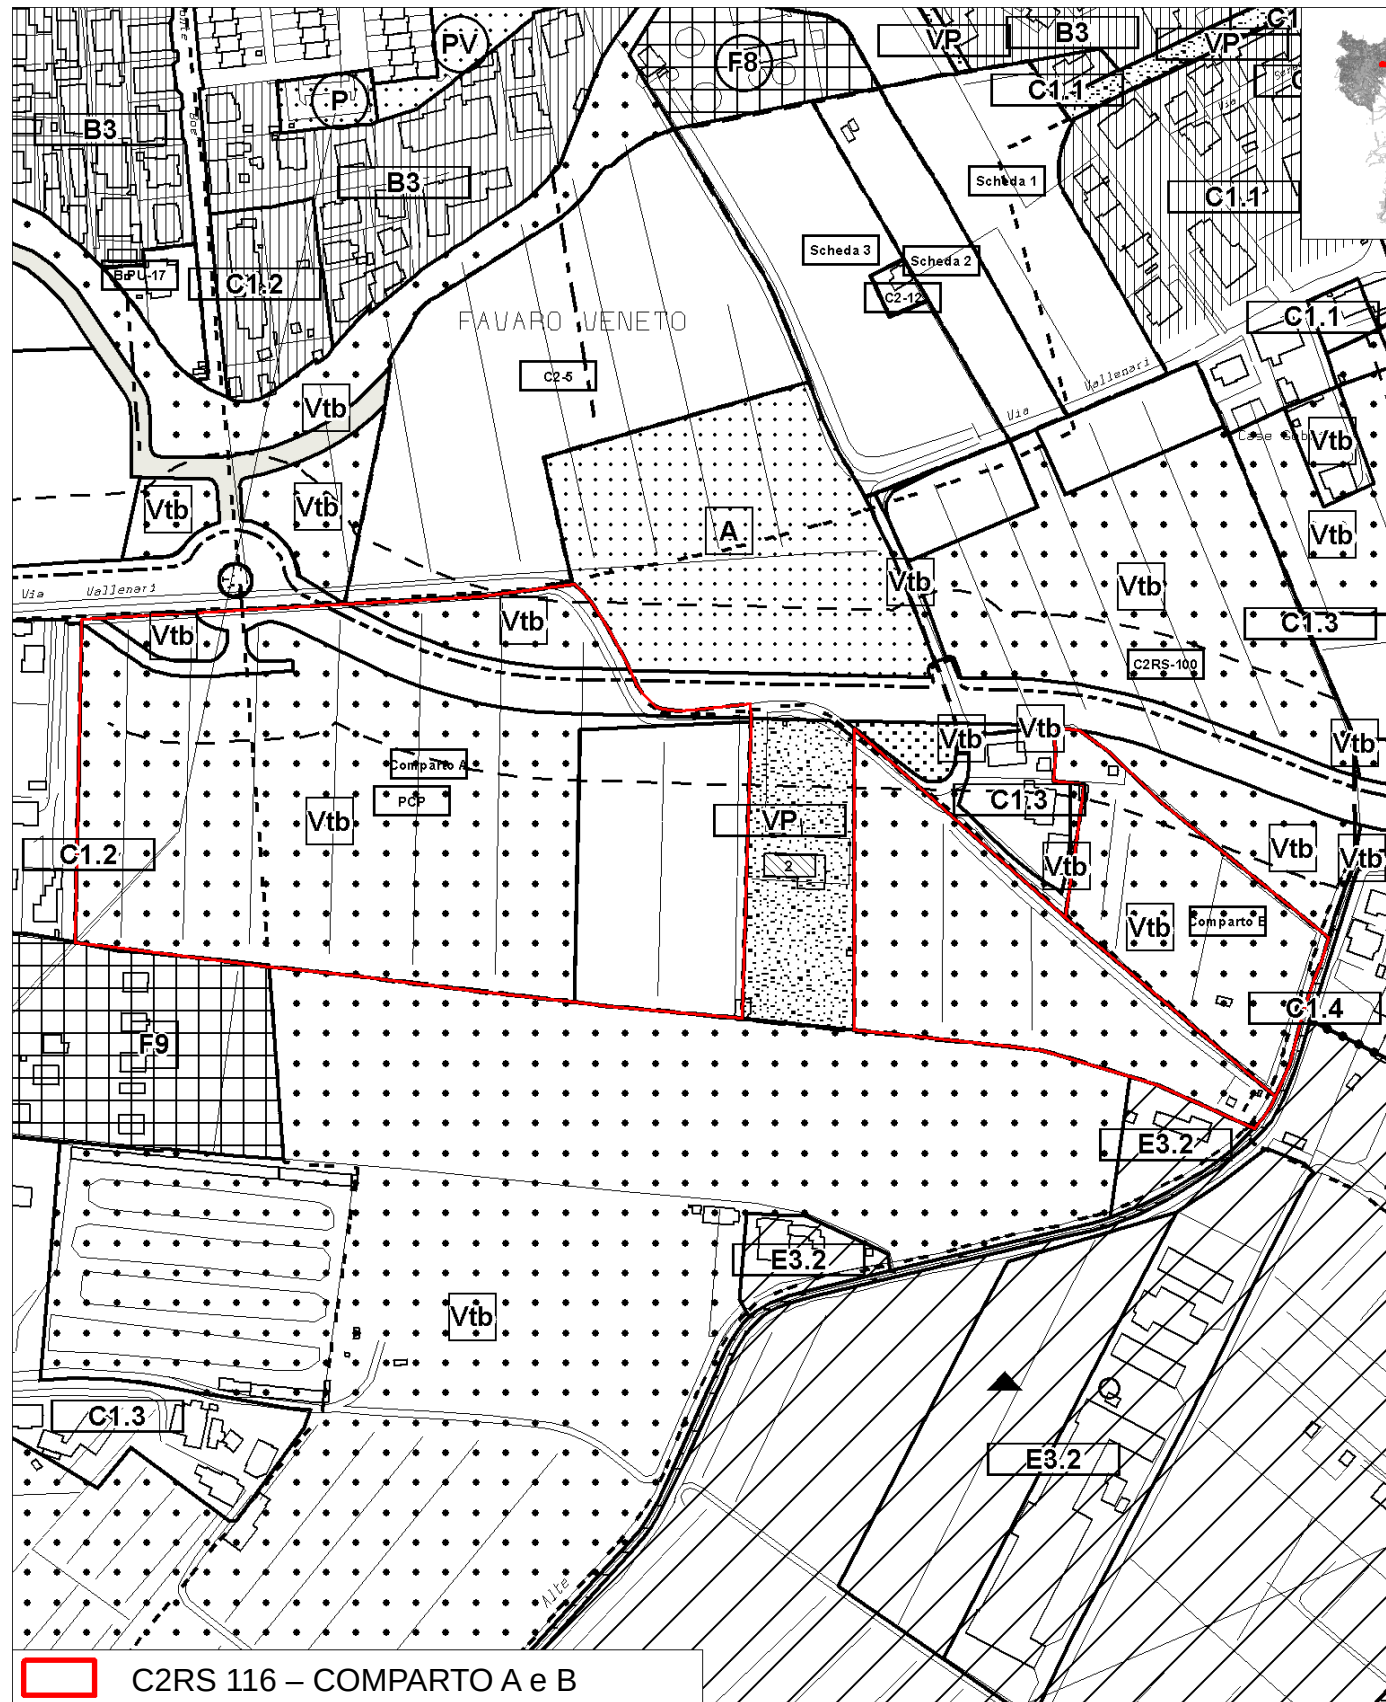 PV
F8
VP
B3
C1
VP
P
C1.1
B3
B3
Scheda 1
C1.1
Scheda 3
Scheda 2
B-PU-17
C1.2
C2-12
C1.1
FAVARO VENETO
C2-5
Vallenari
Via
Vtb
Vtb
Vtb
Vtb
A
Vtb
Vtb
Vtb
Via Vallenari
Vtb
Vtb
C1.3
C2RS-100
Vtb
Vtb
Vtb
Comparto A
PCP
C1.3
Vtb
VP
C1.2
Vtb
Vtb
Vtb
2
Vtb
Comparto B
C1.4
F9
E3.2
E3.2
Vtb
C1.3
E3.2
Alte
C2RS 116 – COMPARTO A e B